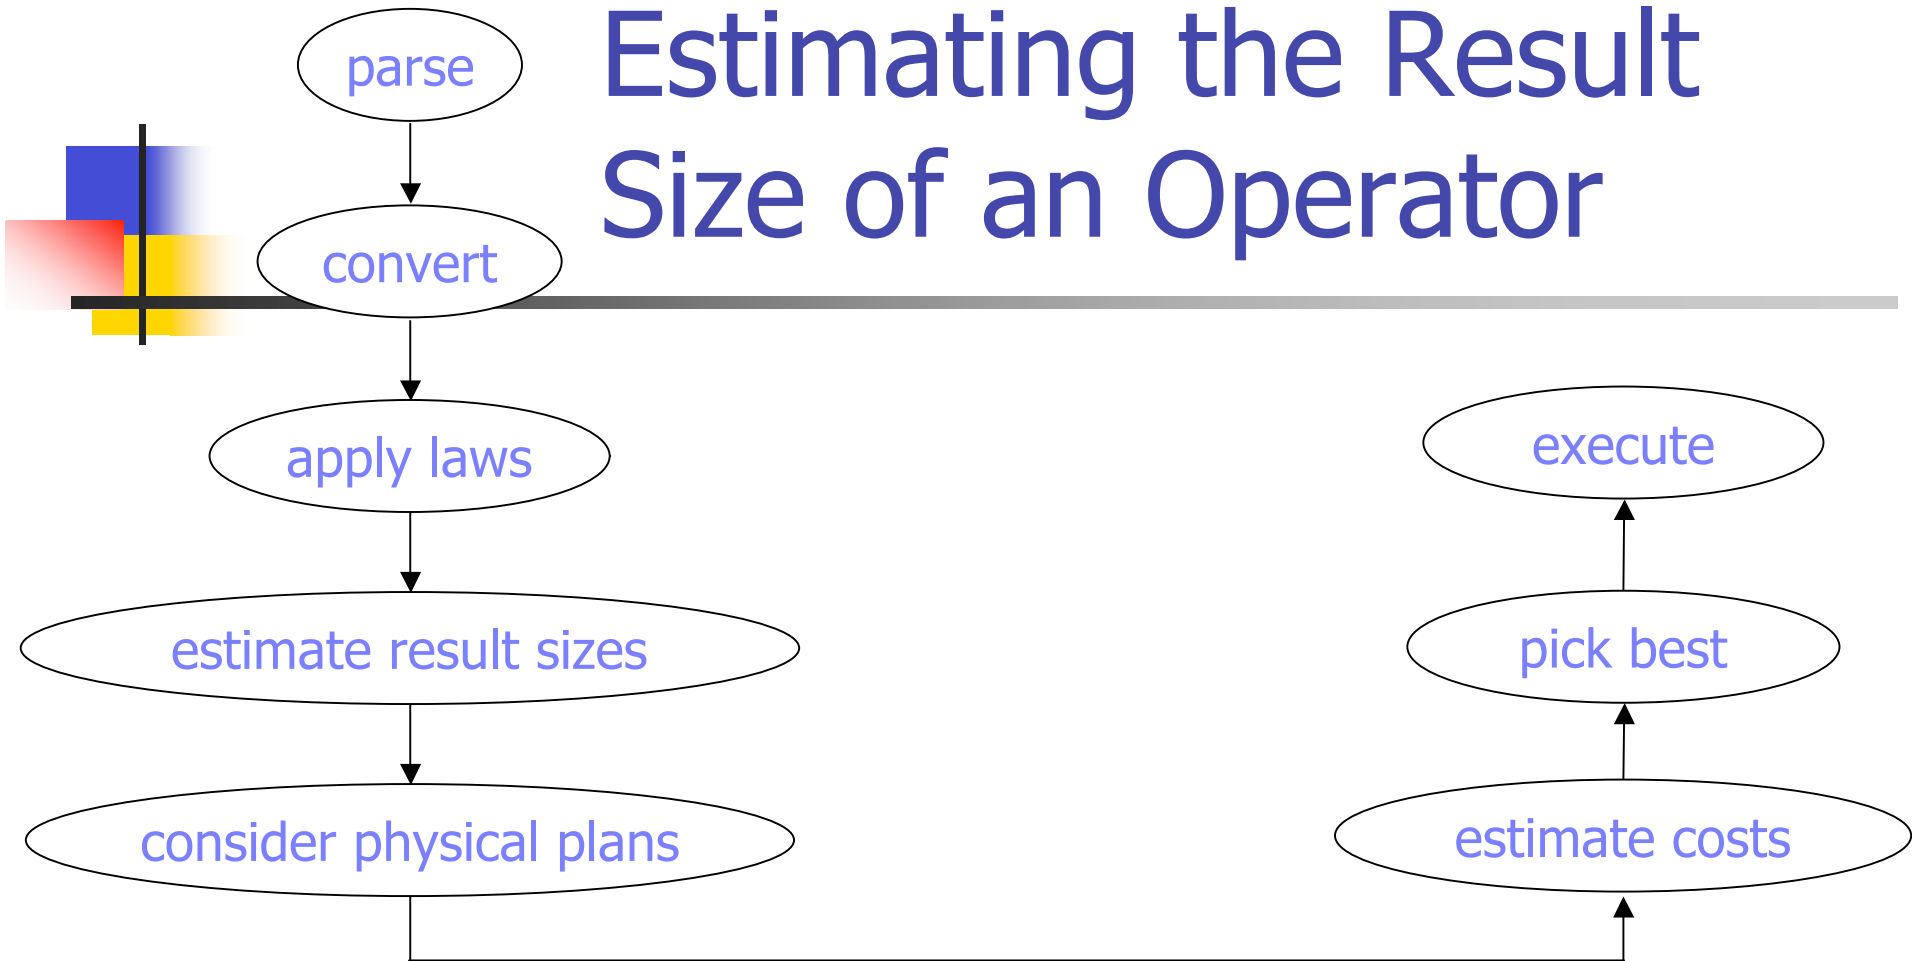 Estimating the Result
Size of an Operator
parse
convert
apply laws
estimate result sizes
consider physical plans
estimate costs
pick best
execute